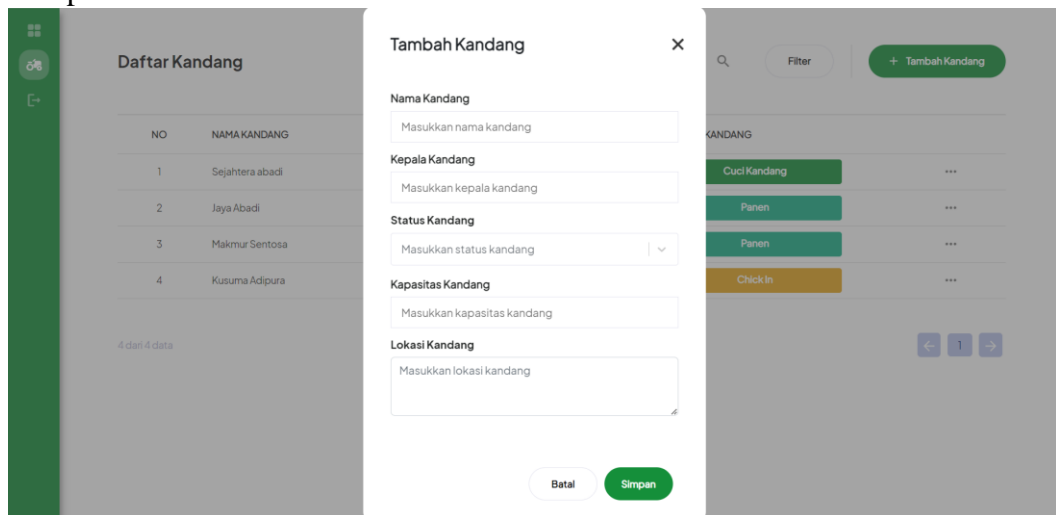 Tambah Kandang
Daftar Kandang
Filter
+ Tambah Kandang
Nama Kandang
Masukkan nama kandang
NO NAMA KANDANG KANDANG
Kepala Kandang
1 Sejahtera abadi Cuci Kandang
Masukkan kepala kandang
2 Jaya Abadi Panen
Status Kandang
3 Makmur Sentosa Panen
Masukkan status kandang
4 Kusuma Adipura Chick In
Kapasitas Kandang
Masukkan kapasitas kandang
Lokasi Kandang
4 dari 4 data
1
Masukkan lokasi kandang
Batal Simpan